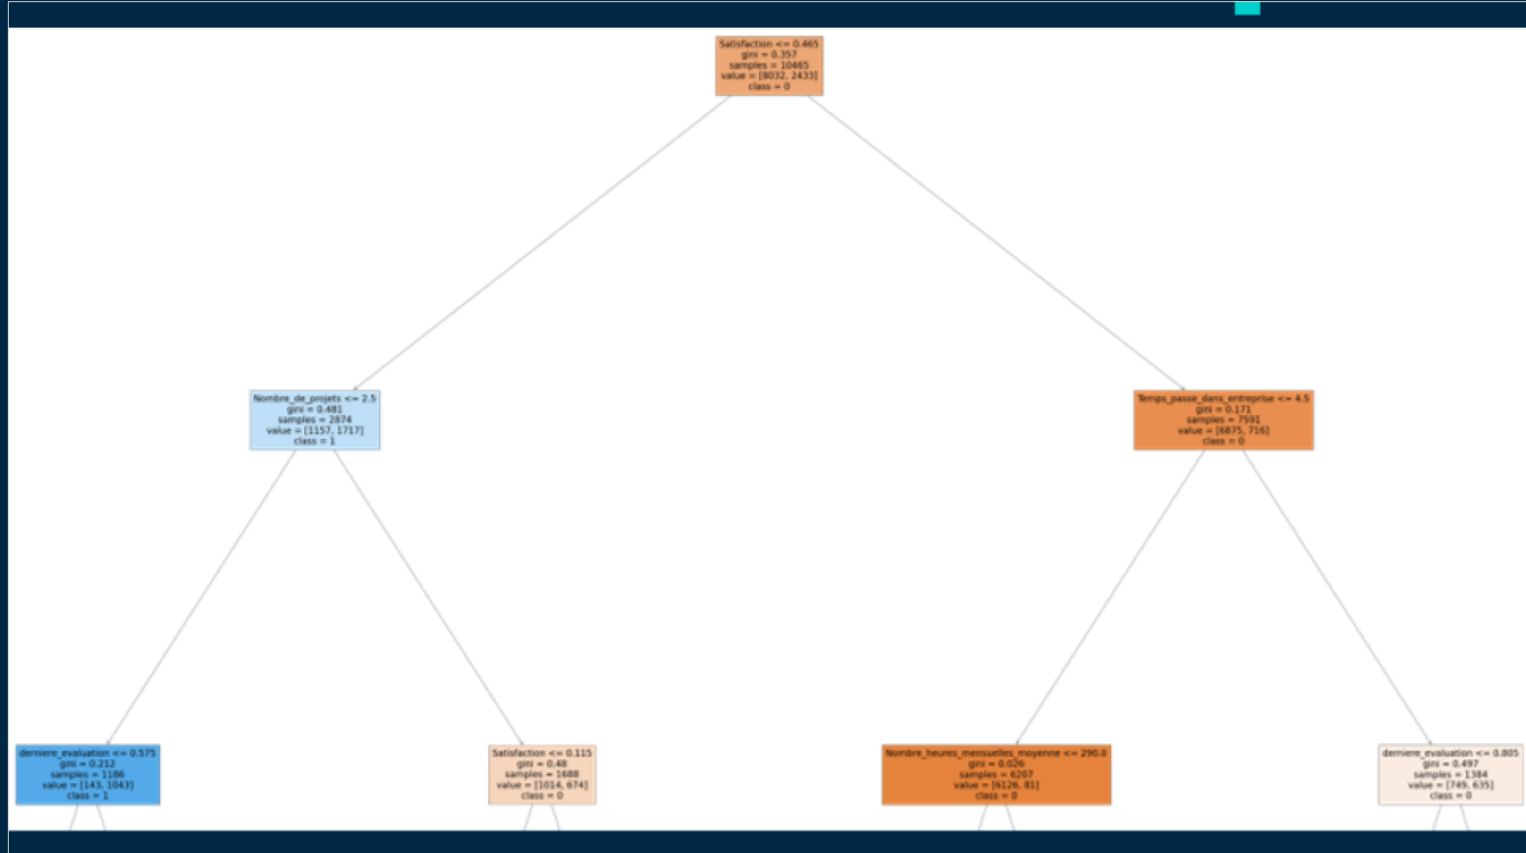 Satisfaction <= 0.465
gini = 0.357
samples = 10465
value = [8032, 2433]
class = 0
Nombre_de_projets <= 2.5
gini = 0.481
samples = 2874
value = [1157, 1717]
class = 1
Temps_passe_dans_entreprise <= 4.5
gini = 0.171
samples = 7591
value = [6875, 716]
class = 0
derniere_evaluation <= 0.575
gini = 0.212
samples = 1186
value = [143, 1043]
class = 1
Satisfaction <= 0.115
gini = 0.48
samples = 1688
value = [1014, 674]
class = 0
Nombre_heures_mensuelles_moyenne <= 290.0
gini = 0.026
samples = 6207
value = [6126, 81]
class = 0
derniere_evaluation <= 0.805
gini = 0.497
samples = 1384
value = [749, 635]
class = 0